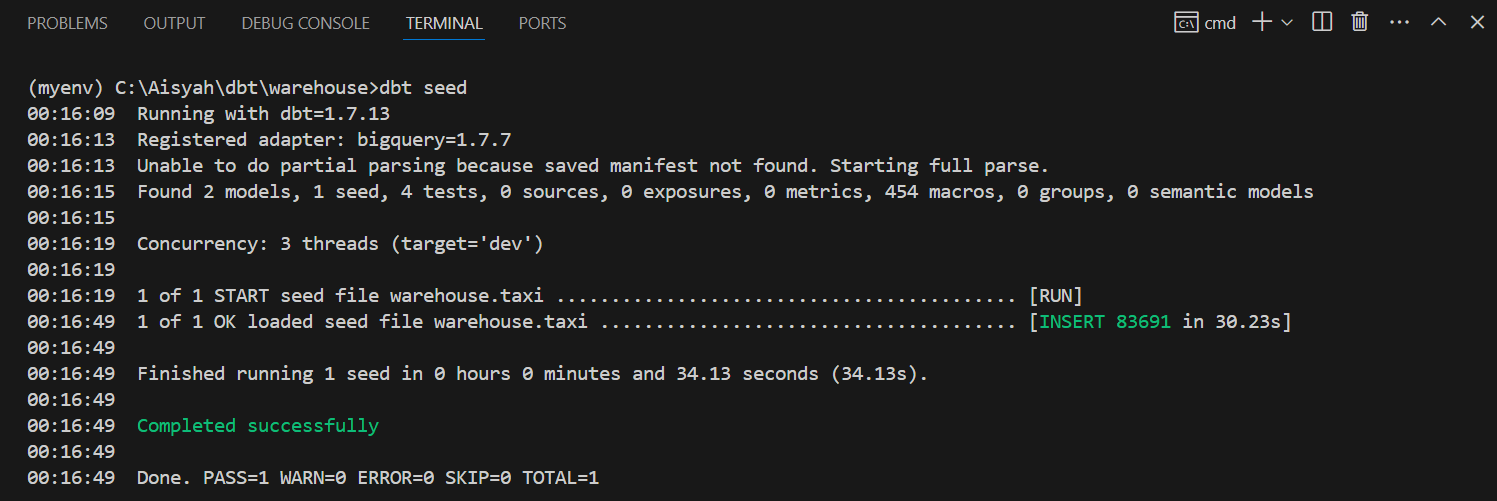 PROBLEMS OUTPUT DEBUG CONSOLE TERMINAL PORTS cmd
(myenv) C:\Aisyah\dbt\warehouse>dbt seed
00:16:09  Running with dbt=1.7.13
00:16:13  Registered adapter: bigquery=1.7.7
00:16:13  Unable to do partial parsing because saved manifest not found. Starting full parse.
00:16:15  Found 2 models, 1 seed, 4 tests, 0 sources, 0 exposures, 0 metrics, 454 macros, 0 groups, 0 semantic models
00:16:15
00:16:19  Concurrency: 3 threads (target='dev')
00:16:19
00:16:19  1 of 1 START seed file warehouse.taxi .......................................... [RUN]
00:16:49  1 of 1 OK loaded seed file warehouse.taxi ...................................... [INSERT 83691 in 30.23s]
00:16:49
00:16:49  Finished running 1 seed in 0 hours 0 minutes and 34.13 seconds (34.13s).
00:16:49
00:16:49  Completed successfully
00:16:49
00:16:49  Done. PASS=1 WARN=0 ERROR=0 SKIP=0 TOTAL=1